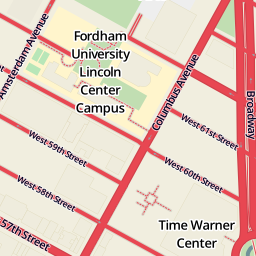 Amsterdam Avenue
Fordham
University
Lincoln
Center
Campus
Columbus Avenue
Broadway
West 61st Street
West 59th Street
West 60th Street
West 58th Street
57th Street
Time Warner
Center